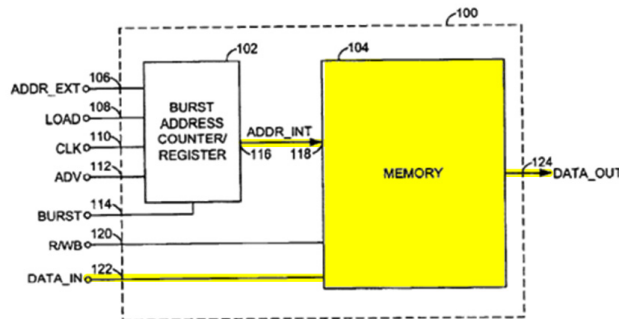 100
102
104
106
ADDR_EXT
108
LOAD
110
CLK
112
ADV
114
BURST
120
R/WB
122
DATA_IN
BURST
ADDRESS
COUNTER/
REGISTER
ADDR_INT
116
118
MEMORY
124
DATA_OUT